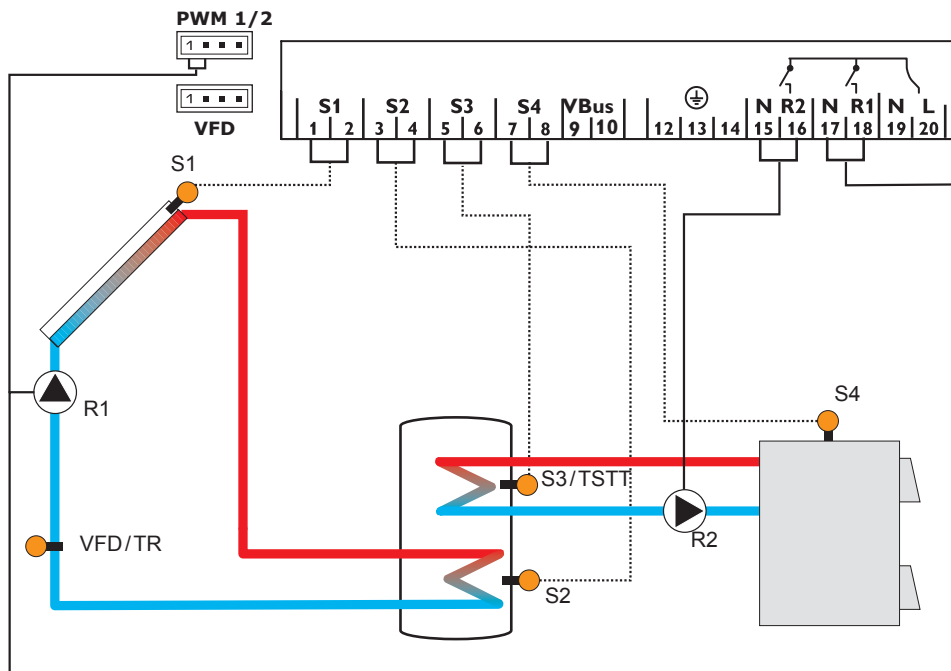 PWM 1/2
1
1
VFD
S1 S2 S3 S4 VBus N R2 N R1 N L
1 2 3 4 5 6 7 8 9 10 12 13 14 15 16 17 18 19 20
S1
R1
S4
S3/TSTT
R2
VFD/TR
S2